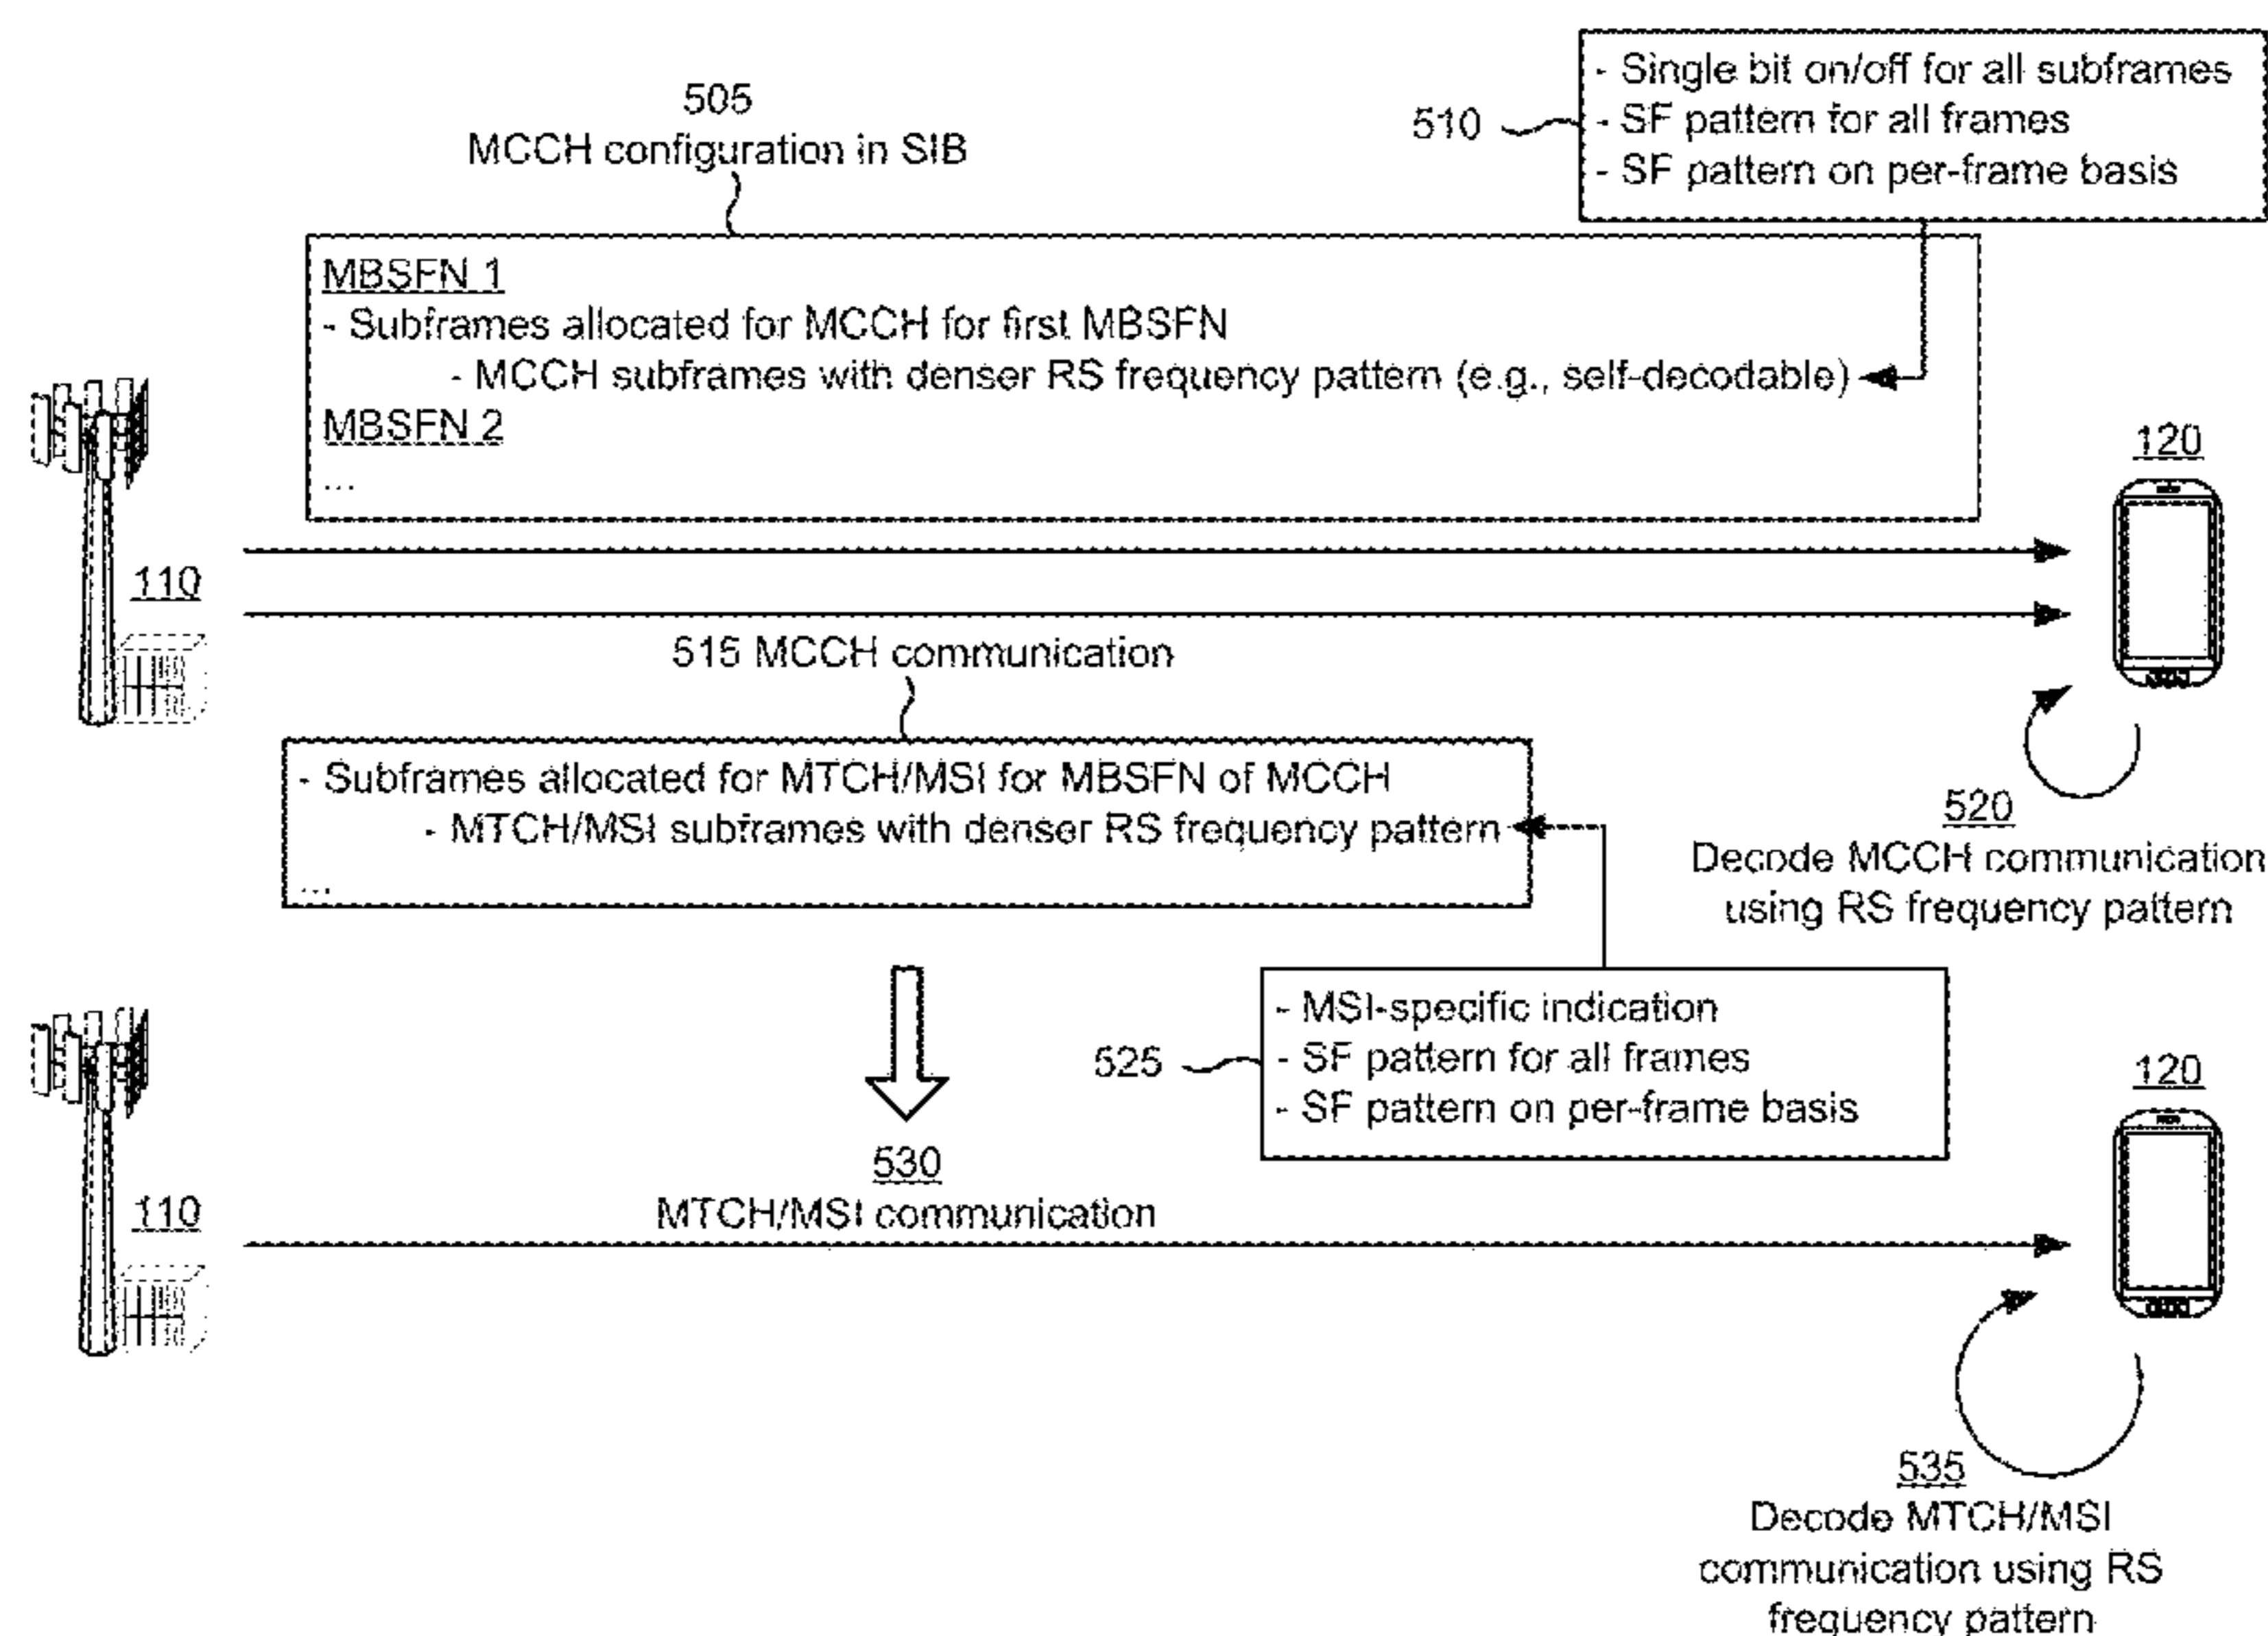 505
MCCH configuration in SIB
510
- Single bit on/off for all subframes
- SF pattern for all frames
- SF pattern on per-frame basis
MBSFN 1
- Subframes allocated for MCCH for first MBSFN
- MCCH subframes with denser RS frequency pattern (e.g., self-decodable)
MBSFN 2
...
110
120
515 MCCH communication
- Subframes allocated for MTCH/MSI for MBSFN of MCCH
- MTCH/MSI subframes with denser RS frequency pattern
...
520
Decode MCCH communication
using RS frequency pattern
525
- MSI-specific indication
- SF pattern for all frames
- SF pattern on per-frame basis
530
MTCH/MSI communication
110
120
535
Decode MTCH/MSI
communication using RS
frequency pattern